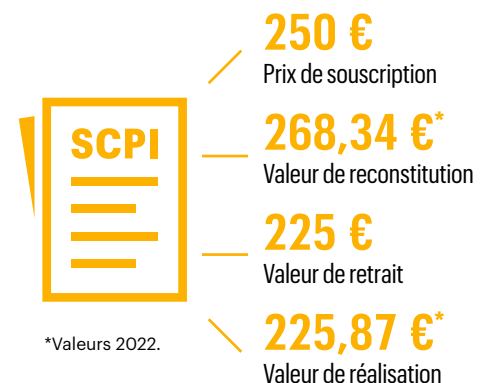 250 €
Prix de souscription
SCPI
268,34 €*
Valeur de reconstitution
225 €
Valeur de retrait
*Valeurs 2022.
225,87 €*
Valeur de réalisation